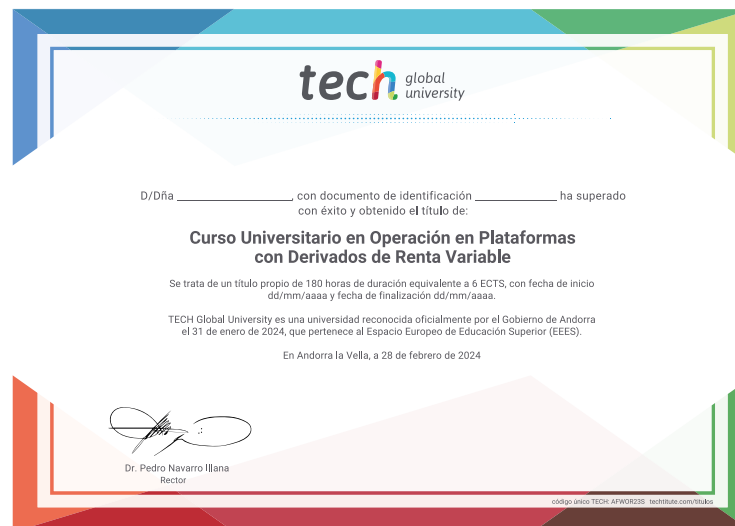 tech global
university
D/Dña ____________________, con documento de identificación ______________ ha superado
con éxito y obtenido el título de:
Curso Universitario en Operación en Plataformas
con Derivados de Renta Variable
Se trata de un título propio de 180 horas de duración equivalente a 6 ECTS, con fecha de inicio
dd/mm/aaaa y fecha de finalización dd/mm/aaaa.
TECH Global University es una universidad reconocida oficialmente por el Gobierno de Andorra
el 31 de enero de 2024, que pertenece al Espacio Europeo de Educación Superior (EEES).
En Andorra la Vella, a 28 de febrero de 2024
Dr. Pedro Navarro Illana
Rector
código único TECH: AFWOR23S techtitute.com/titulos